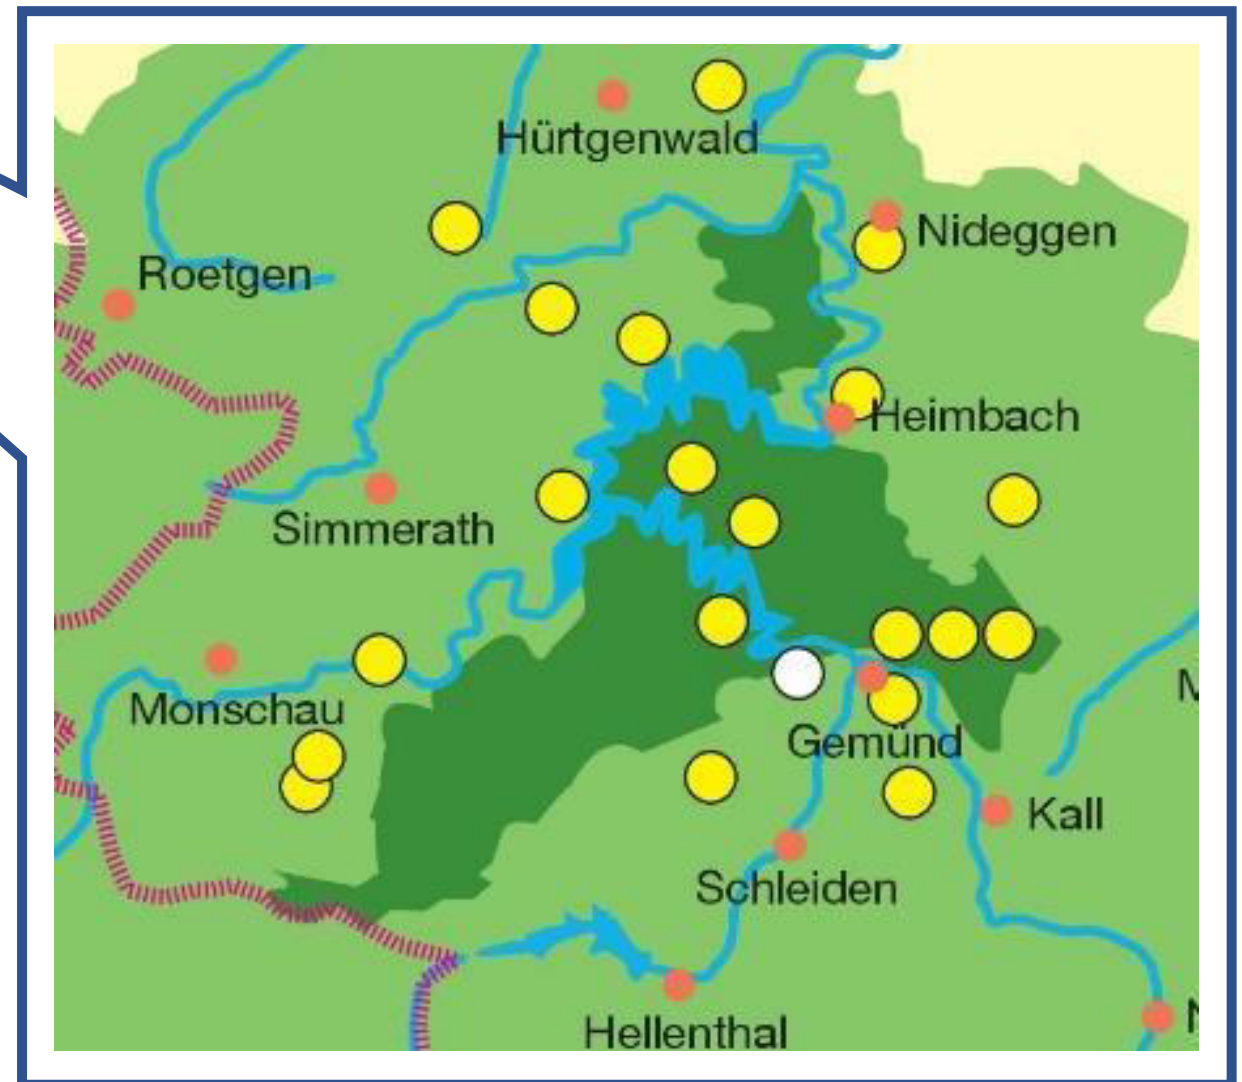 Hürtgenwald
Nideggen
Roetgen
Heimbach
Simmerath
M
Monschau
Gemünd
Kall
Schleiden
N
Hellenthal